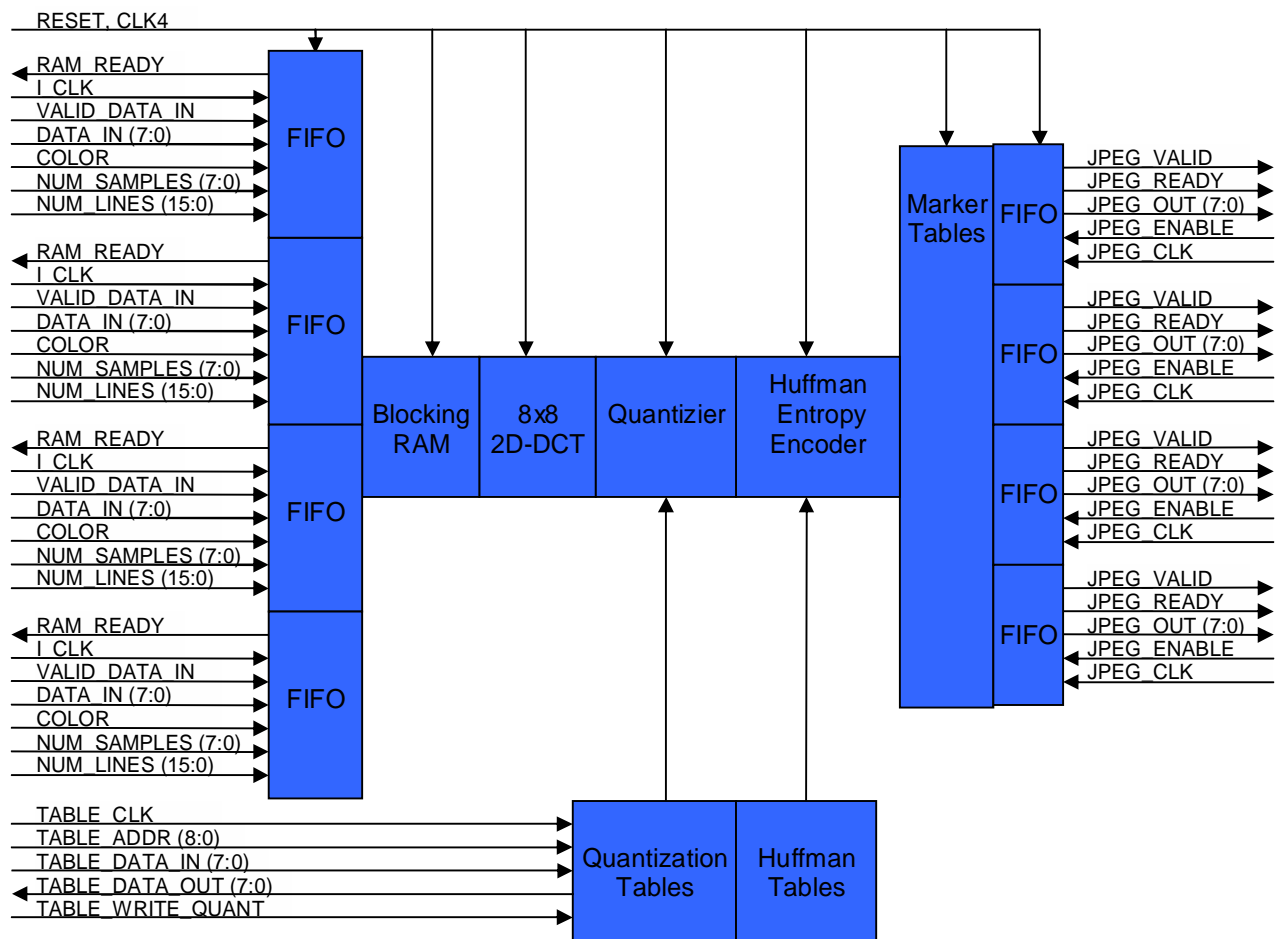 RESET, CLK4
RAM_READY
I_CLK
VALID_DATA_IN
DATA_IN (7:0)
COLOR
NUM_SAMPLES (7:0)
NUM_LINES (15:0)
FIFO
RAM_READY
I_CLK
VALID_DATA_IN
DATA_IN (7:0)
COLOR
NUM_SAMPLES (7:0)
NUM_LINES (15:0)
FIFO
RAM_READY
I_CLK
VALID_DATA_IN
DATA_IN (7:0)
COLOR
NUM_SAMPLES (7:0)
NUM_LINES (15:0)
FIFO
RAM_READY
I_CLK
VALID_DATA_IN
DATA_IN (7:0)
COLOR
NUM_SAMPLES (7:0)
NUM_LINES (15:0)
FIFO
Blocking
RAM
8x8
2D-DCT
Quantizier
Huffman
Entropy
Encoder
Marker
Tables
FIFO
JPEG_VALID
JPEG_READY
JPEG_OUT (7:0)
JPEG_ENABLE
JPEG_CLK
FIFO
JPEG_VALID
JPEG_READY
JPEG_OUT (7:0)
JPEG_ENABLE
JPEG_CLK
FIFO
JPEG_VALID
JPEG_READY
JPEG_OUT (7:0)
JPEG_ENABLE
JPEG_CLK
FIFO
JPEG_VALID
JPEG_READY
JPEG_OUT (7:0)
JPEG_ENABLE
JPEG_CLK
TABLE_CLK
TABLE_ADDR (8:0)
TABLE_DATA_IN (7:0)
TABLE_DATA_OUT (7:0)
TABLE_WRITE_QUANT
Quantization
Tables
Huffman
Tables